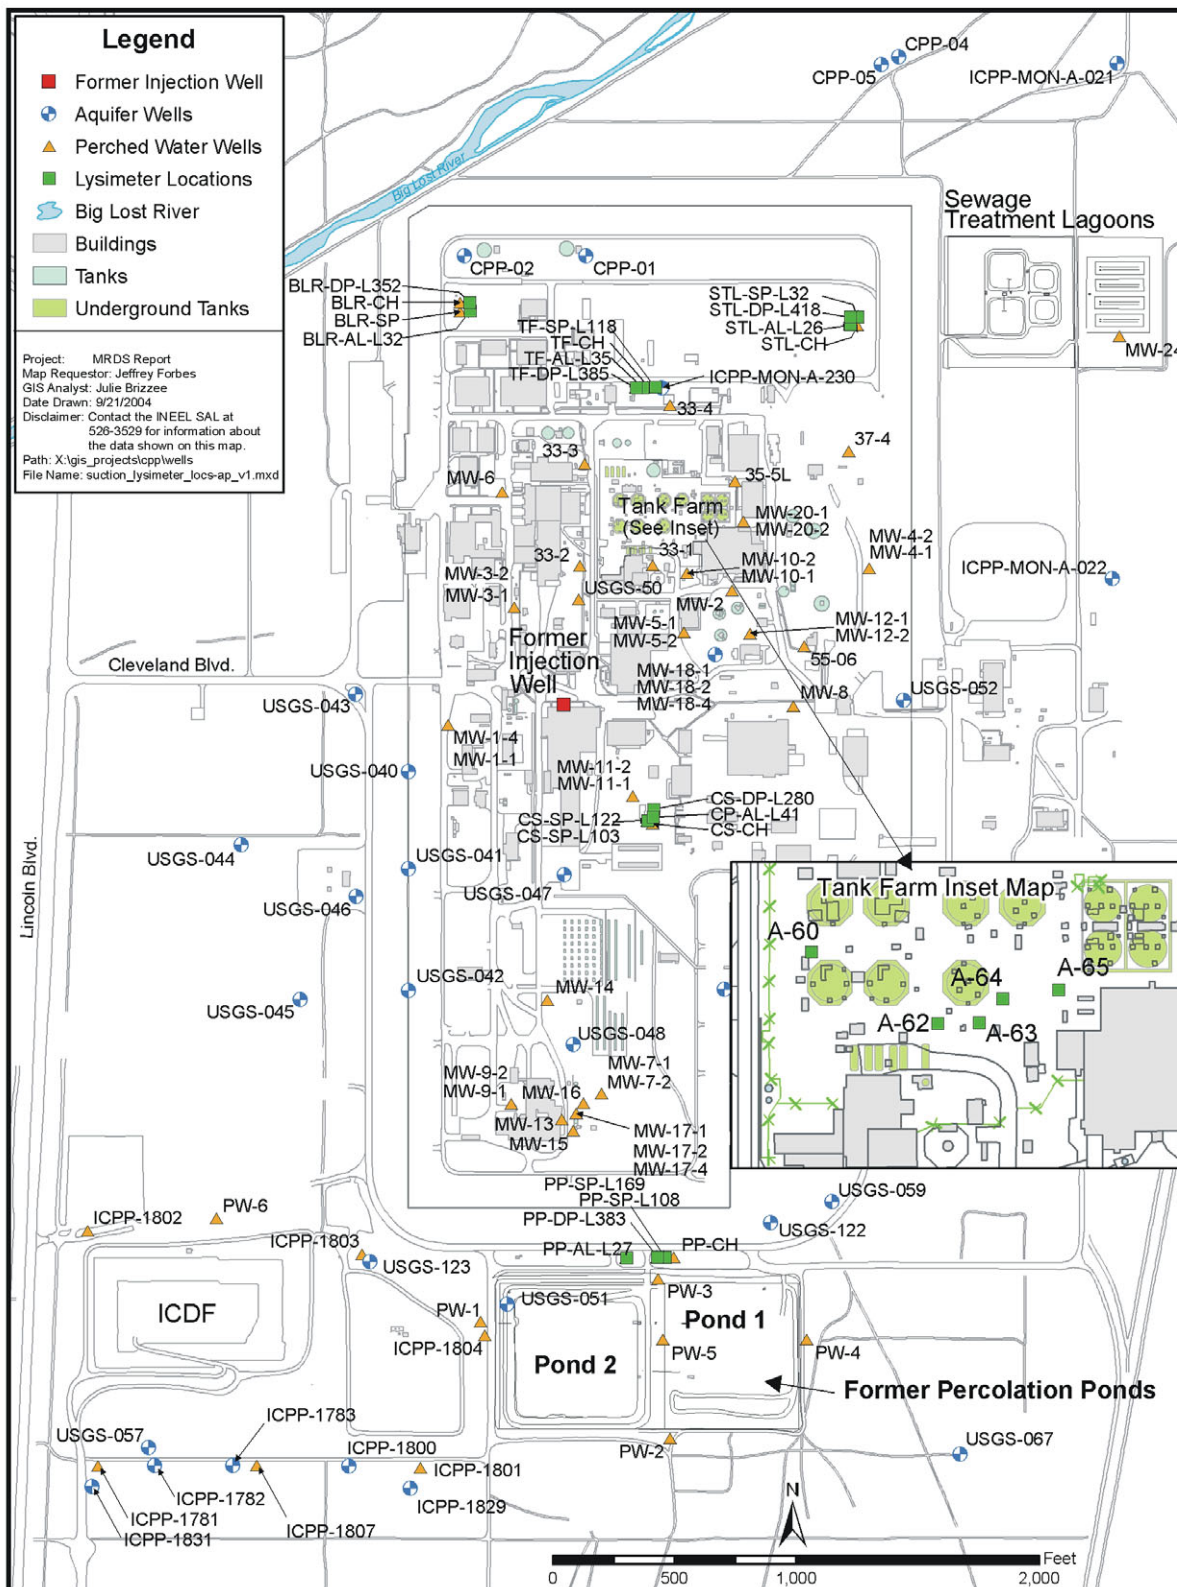 Legend
Former Injection Well
Aquifer Wells
Perched Water Wells
Lysimeter Locations
Big Lost River
Buildings
Tanks
Underground Tanks
Project: MRDS Report
Map Requestor: Jeffrey Forbes
GIS Analyst: Julie Brizzee
Date Drawn: 9/21/2004
Disclaimer: Contact the INEEL SAL at
526-3529 for information about
the data shown on this map.
Path: X:\gis_projects\cpp\wells
File Name: suction_lysimeter_locs-ap_v1.mxd
CPP-04
CPP-05
ICPP-MON-A-021
Big Lost River
Sewage
Treatment Lagoons
CPP-02
CPP-01
BLR-DP-L352
BLR-CH
BLR-SP
BLR-AL-L32
STL-SP-L32
STL-DP-L418
STL-AL-L26
STL-CH
MW-24
TF-SP-L118
TF-CH
TF-AL-L35
TF-DP-L385
ICPP-MON-A-230
33-4
37-4
33-3
MW-6
35-5L
Tank Farm
(See Inset)
MW-20-1
MW-20-2
MW-4-2
MW-4-1
33-2
33-1
MW-10-2
MW-10-1
ICPP-MON-A-022
MW-3-2
MW-3-1
USGS-50
MW-2
MW-5-1
MW-5-2
MW-12-1
MW-12-2
Former
Injection
Well
55-06
Cleveland Blvd.
MW-18-1
MW-18-2
MW-18-4
MW-8
USGS-052
USGS-043
MW-1-4
MW-1-1
USGS-040
MW-11-2
MW-11-1
CS-DP-L280
CP-AL-L41
CS-CH
CS-SP-L122
CS-SP-L103
Lincoln Blvd.
USGS-044
USGS-041
USGS-047
USGS-046
Tank Farm Inset Map
A-60
A-64
A-65
A-62
A-63
USGS-042
USGS-045
MW-14
USGS-048
MW-9-2
MW-9-1
MW-16
MW-7-1
MW-7-2
MW-13
MW-15
MW-17-1
MW-17-2
MW-17-4
PP-SP-L169
PP-SP-L108
PP-DP-L383
PP-AL-L27
PP-CH
USGS-059
USGS-122
ICPP-1802
PW-6
ICPP-1803
USGS-123
ICDF
PW-3
USGS-051
PW-1
ICPP-1804
Pond 1
Pond 2
PW-5
PW-4
Former Percolation Ponds
ICPP-1783
USGS-057
ICPP-1800
PW-2
USGS-067
ICPP-1801
ICPP-1782
ICPP-1829
ICPP-1781
ICPP-1807
ICPP-1831
N
Feet
0 500 1,000 2,000